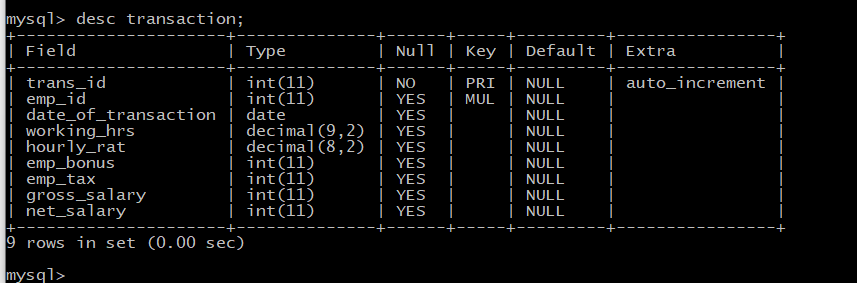 mysql> desc transaction;
+---------------------+--------------+------+-----+---------+----------------+
| Field               | Type         | Null | Key | Default | Extra          |
+---------------------+--------------+------+-----+---------+----------------+
| trans_id            | int(11)      | NO   | PRI | NULL    | auto_increment |
| emp_id              | int(11)      | YES  | MUL | NULL    |                |
| date_of_transaction | date         | YES  |     | NULL    |                |
| working_hrs         | decimal(9,2) | YES  |     | NULL    |                |
| hourly_rat          | decimal(8,2) | YES  |     | NULL    |                |
| emp_bonus           | int(11)      | YES  |     | NULL    |                |
| emp_tax             | int(11)      | YES  |     | NULL    |                |
| gross_salary        | int(11)      | YES  |     | NULL    |                |
| net_salary          | int(11)      | YES  |     | NULL    |                |
+---------------------+--------------+------+-----+---------+----------------+
9 rows in set (0.00 sec)
mysql>